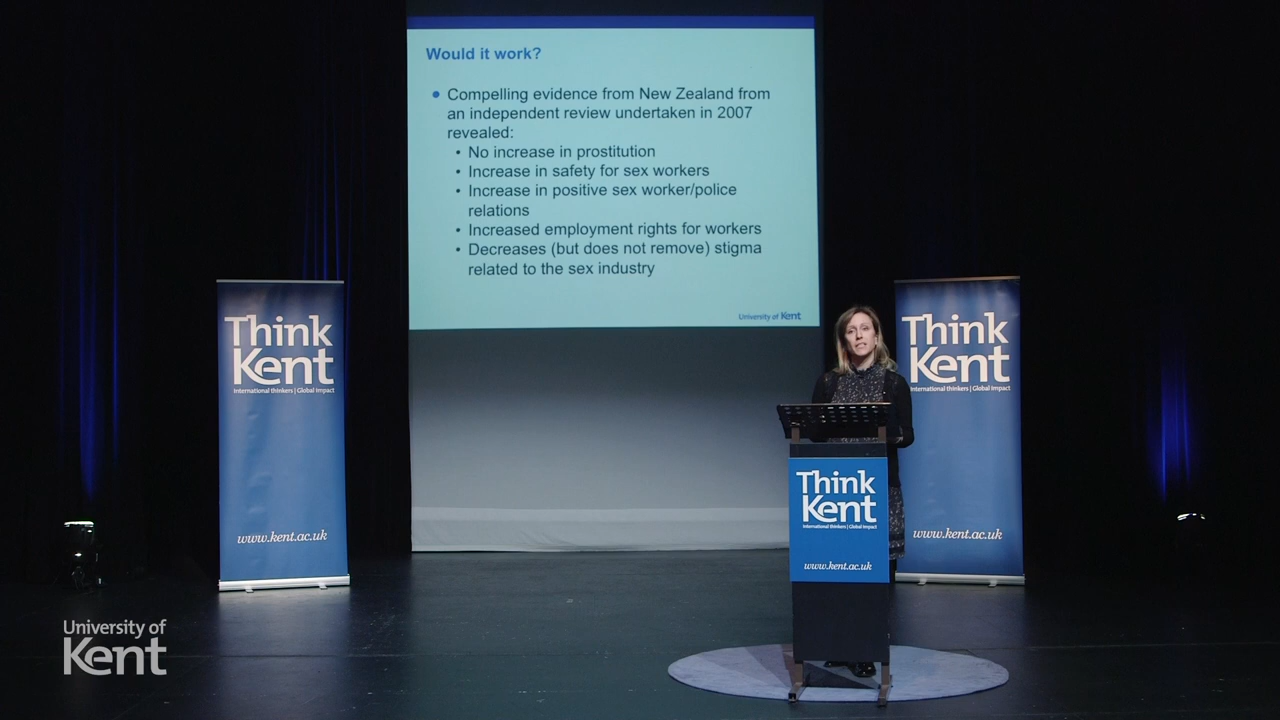 Would it work?
• Compelling evidence from New Zealand from
an independent review undertaken in 2007
revealed:
• No increase in prostitution
• Increase in safety for sex workers
• Increase in positive sex worker/police
relations
• Increased employment rights for workers
• Decreases (but does not remove) stigma
related to the sex industry
University of Kent
Think
Kent
International thinkers | Global impact
www.kent.ac.uk
Think
Kent
International thinkers | Global impact
www.kent.ac.uk
Think
Kent
International thinkers | Global impact
www.kent.ac.uk
University of
Kent